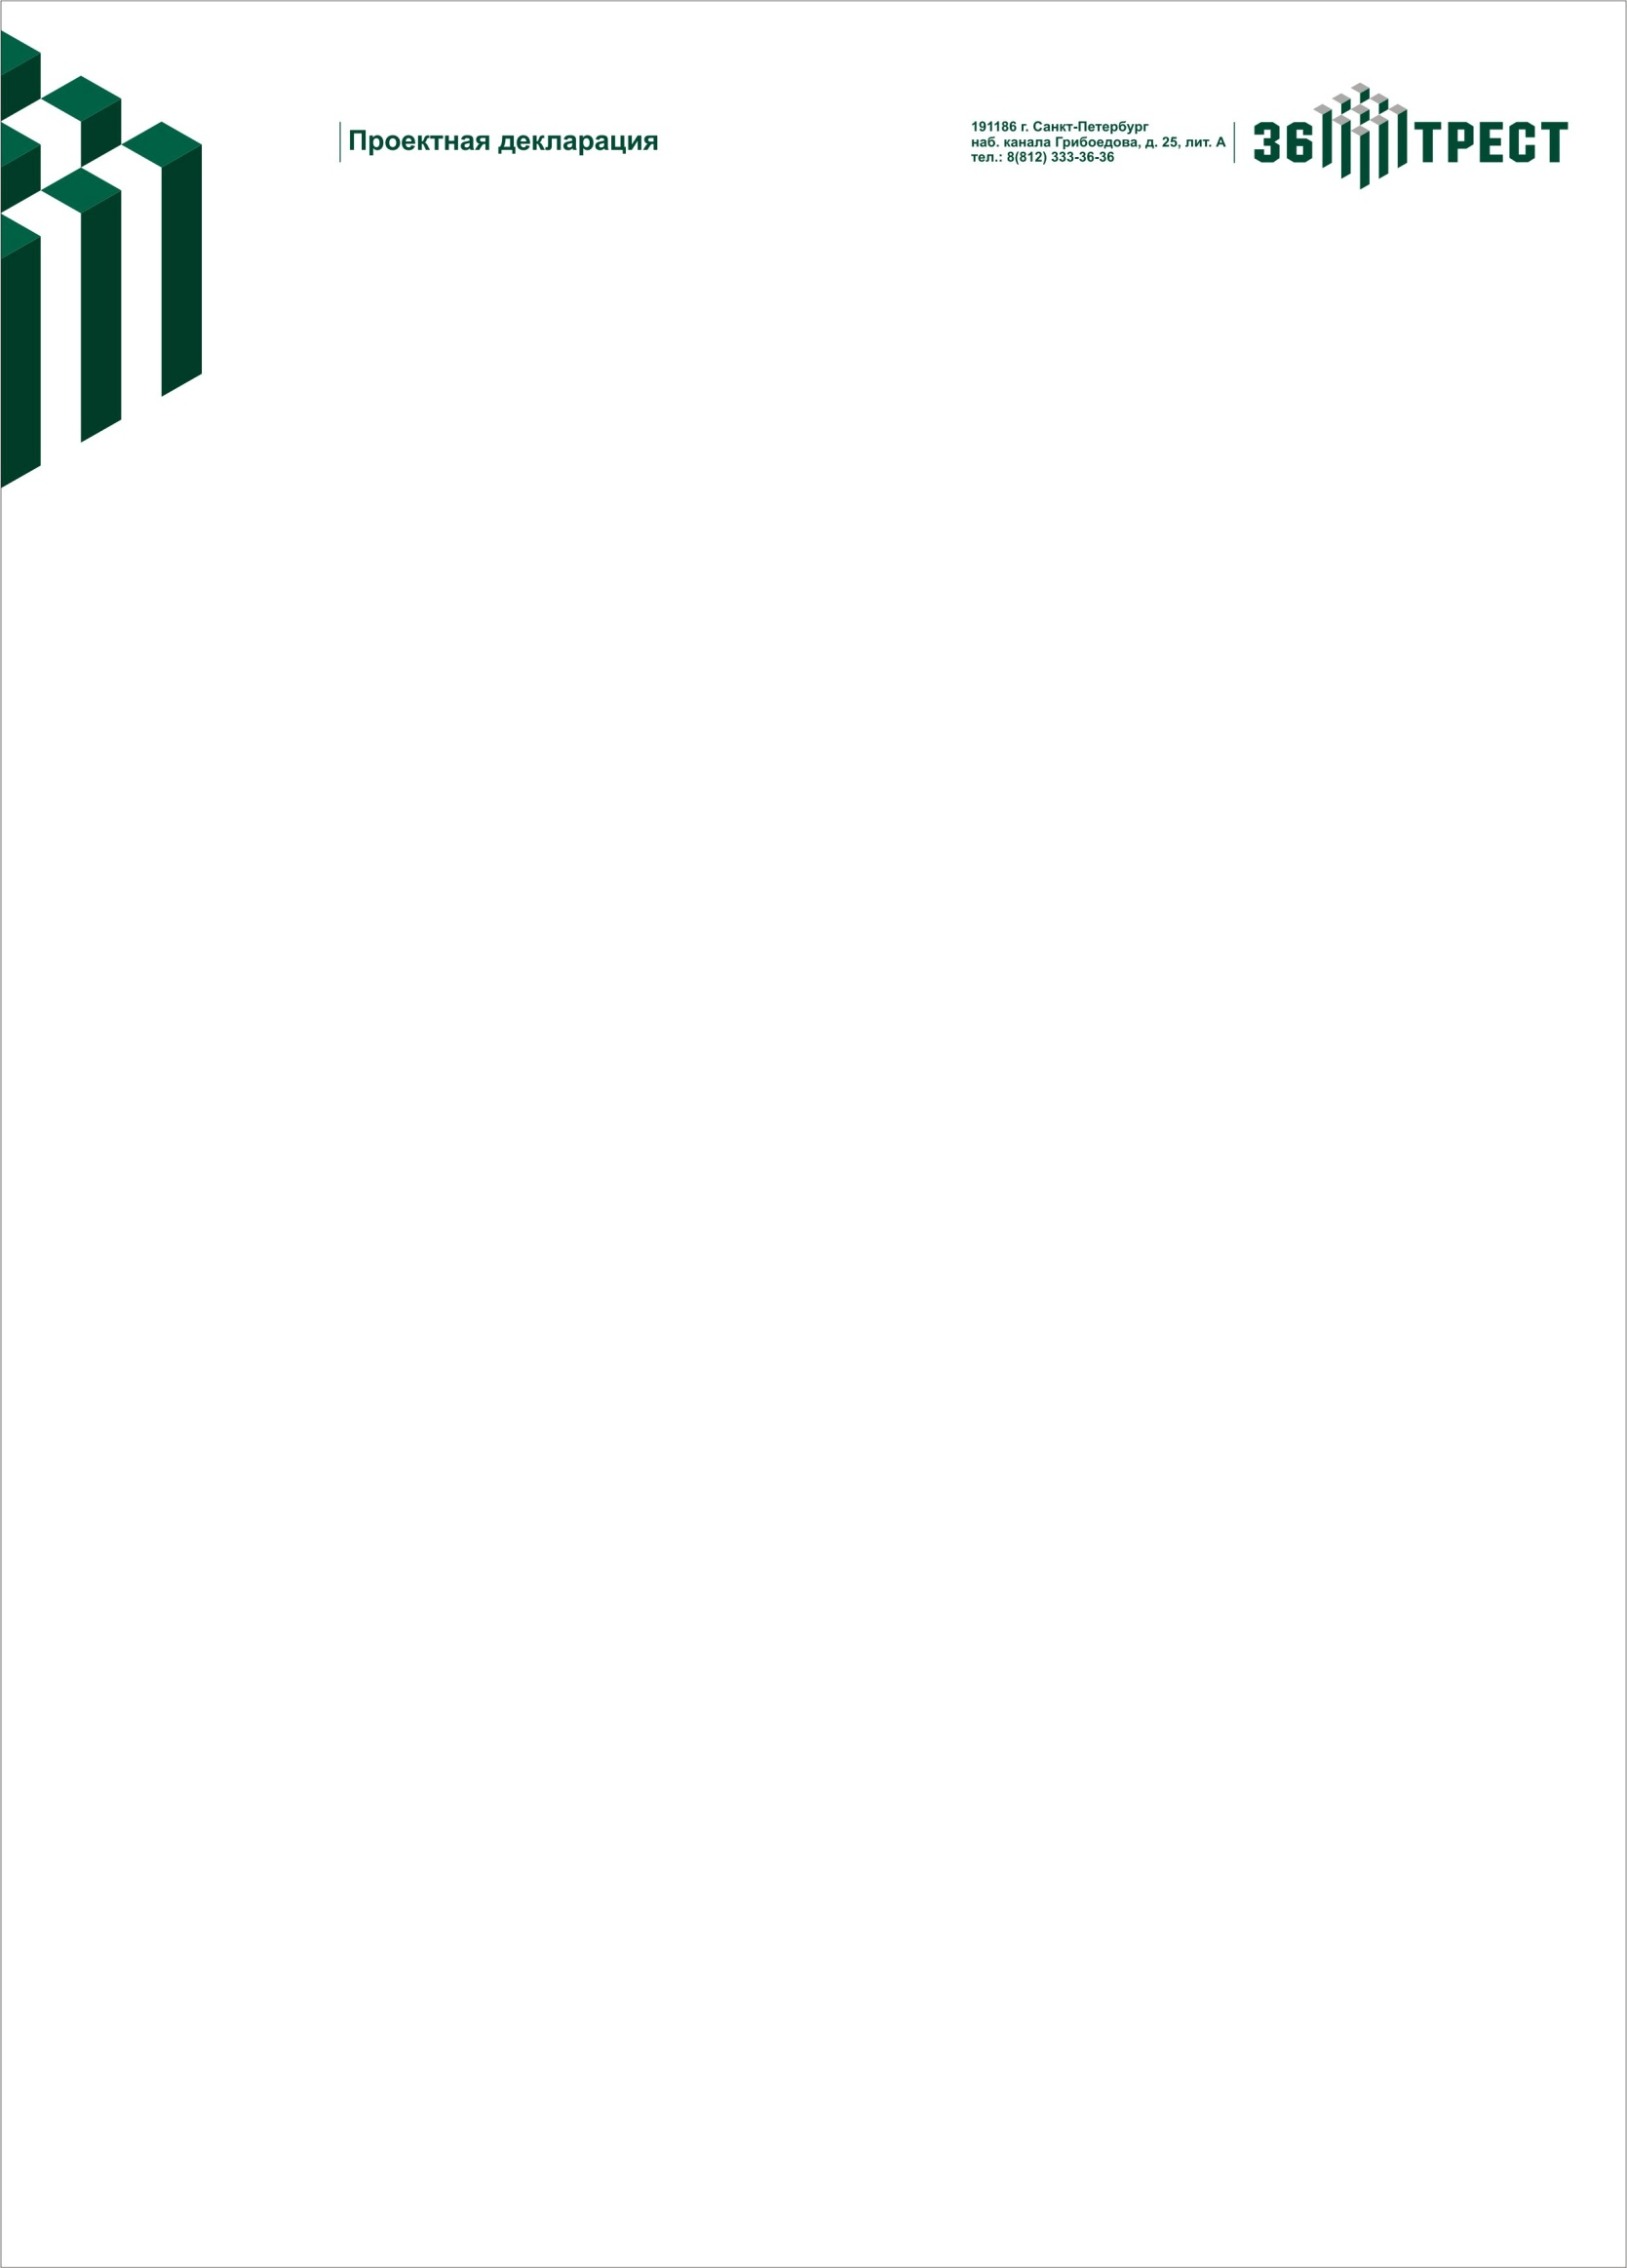 Проектная декларация
191186 г. Санкт-Петербург
наб. канала Грибоедова, д. 25, лит. А
тел.: 8(812) 333-36-36
36 ТРЕСТ